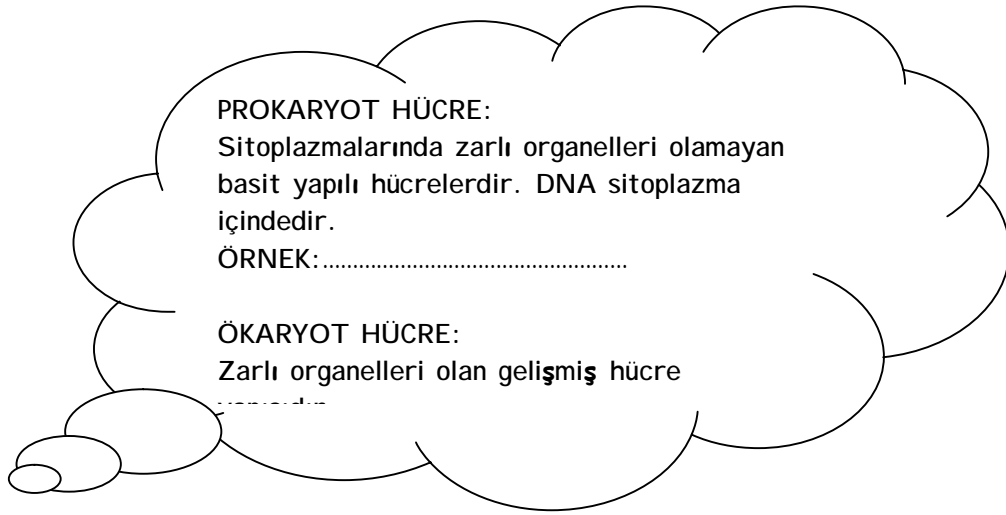 PROKARYOT HÜCRE:
Sitoplazmalarında zarlı organelleri olamayan
basit yapılı hücrelerdir. DNA sitoplazma
içindedir.
ÖRNEK:...................................................
ÖKARYOT HÜCRE:
Zarlı organelleri olan gelişmiş hücre